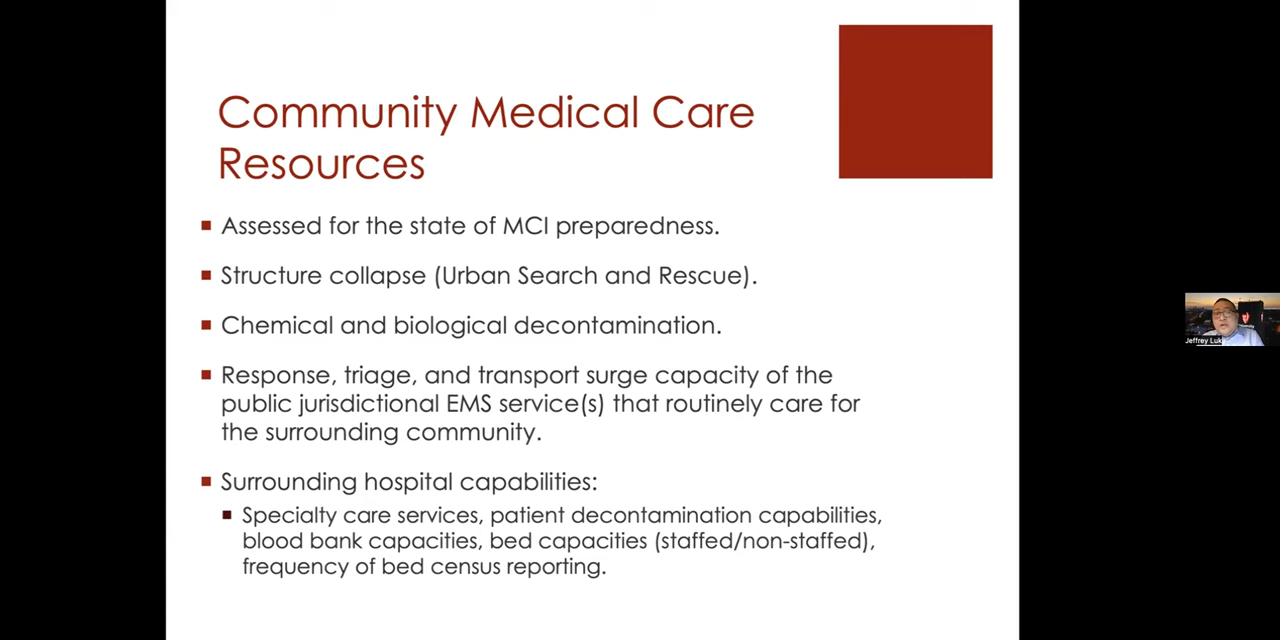 Community Medical Care
Resources
Assessed for the state of MCI preparedness.
Structure collapse (Urban Search and Rescue).
Chemical and biological decontamination.
Response, triage, and transport surge capacity of the
public jurisdictional EMS service(s) that routinely care for
the surrounding community.
Surrounding hospital capabilities:
Specialty care services, patient decontamination capabilities,
blood bank capacities, bed capacities (staffed/non-staffed),
frequency of bed census reporting.
Jeffrey